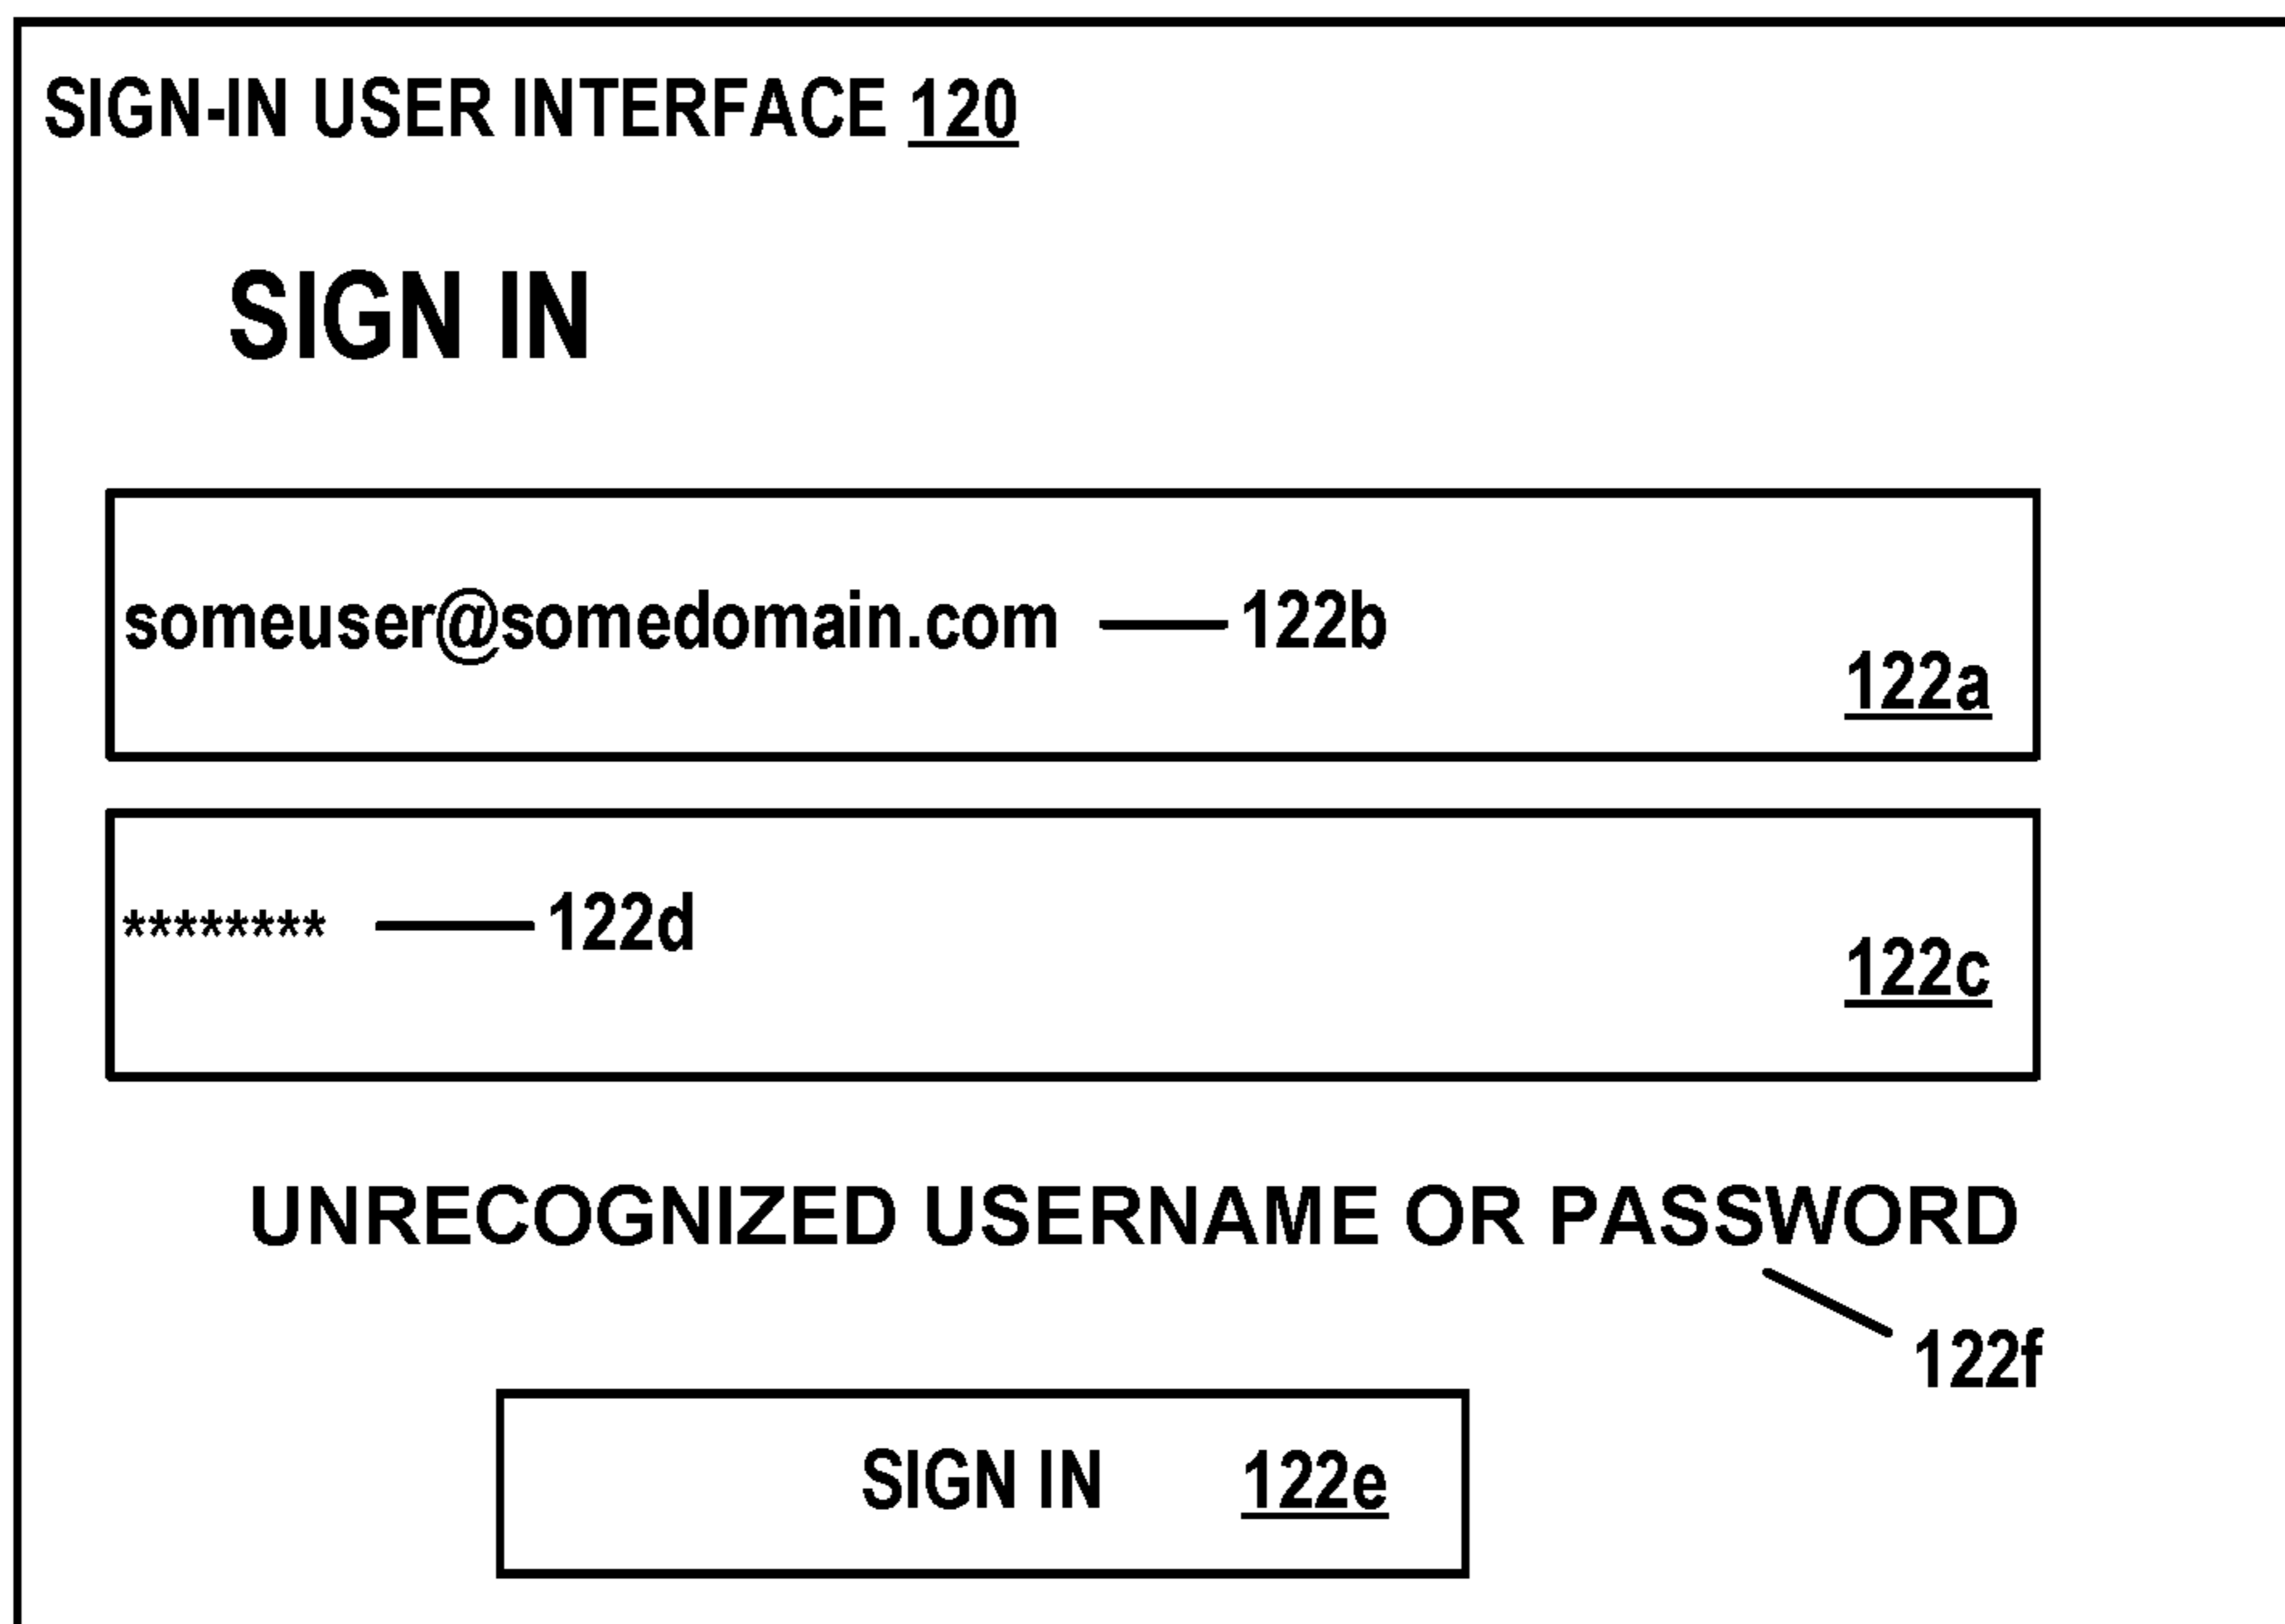 SIGN-IN USER INTERFACE 120
SIGN IN
someuser@somedomain.com 122b
122a
******** 122d
122c
UNRECOGNIZED USERNAME OR PASSWORD
122f
SIGN IN 122e